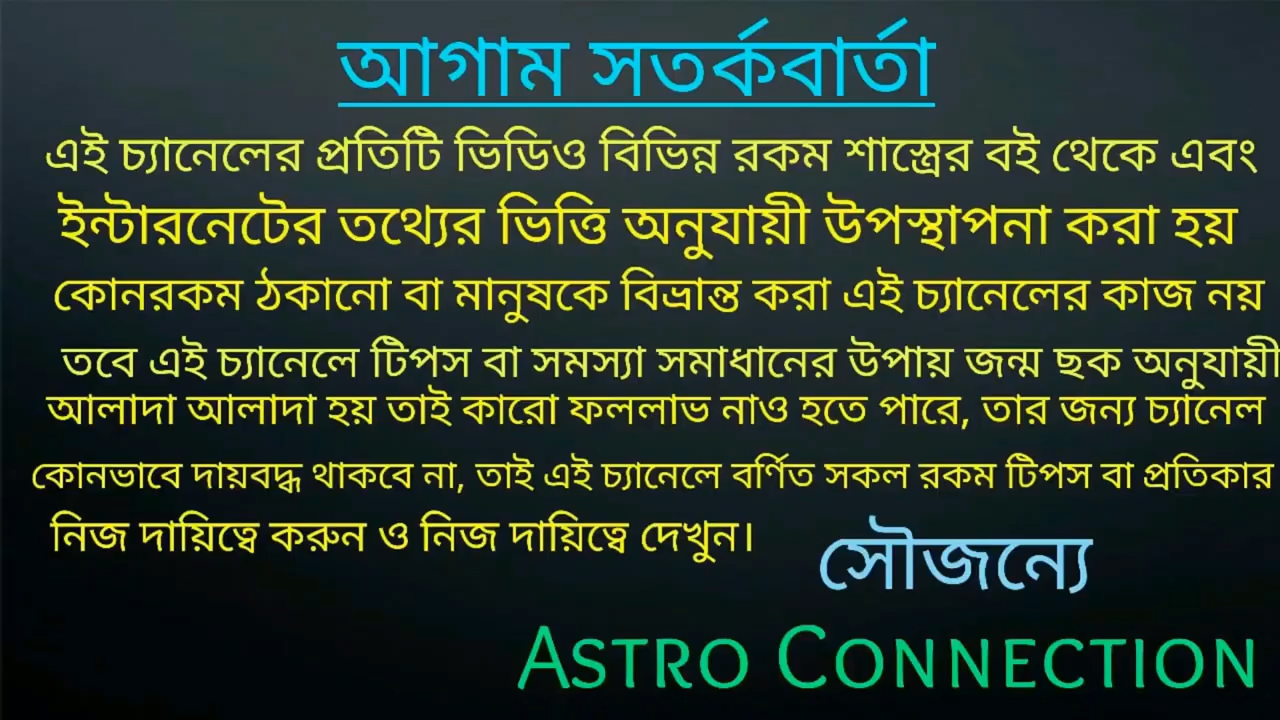 আগাম সতর্কবার্তা
এই চ্যানেলের প্রতিটি ভিডিও বিভিন্ন রকম শাস্ত্রের বই থেকে এবং
ইন্টারনেটের তথ্যের ভিত্তি অনুযায়ী উপস্থাপনা করা হয়
কোনরকম ঠকানো বা মানুষকে বিভ্রান্ত করা এই চ্যানেলের কাজ নয়
তবে এই চ্যানেলে টিপস বা সমস্যা সমাধানের উপায় জন্ম ছক অনুযায়ী
আলাদা আলাদা হয় তাই কারো ফললাভ নাও হতে পারে, তার জন্য চ্যানেল
কোনভাবে দায়বদ্ধ থাকবে না, তাই এই চ্যানেলে বর্ণিত সকল রকম টিপস বা প্রতিকার
নিজ দায়িত্বে করুন ও নিজ দায়িত্বে দেখুন।
সৌজন্যে
ASTRO CONNECTION